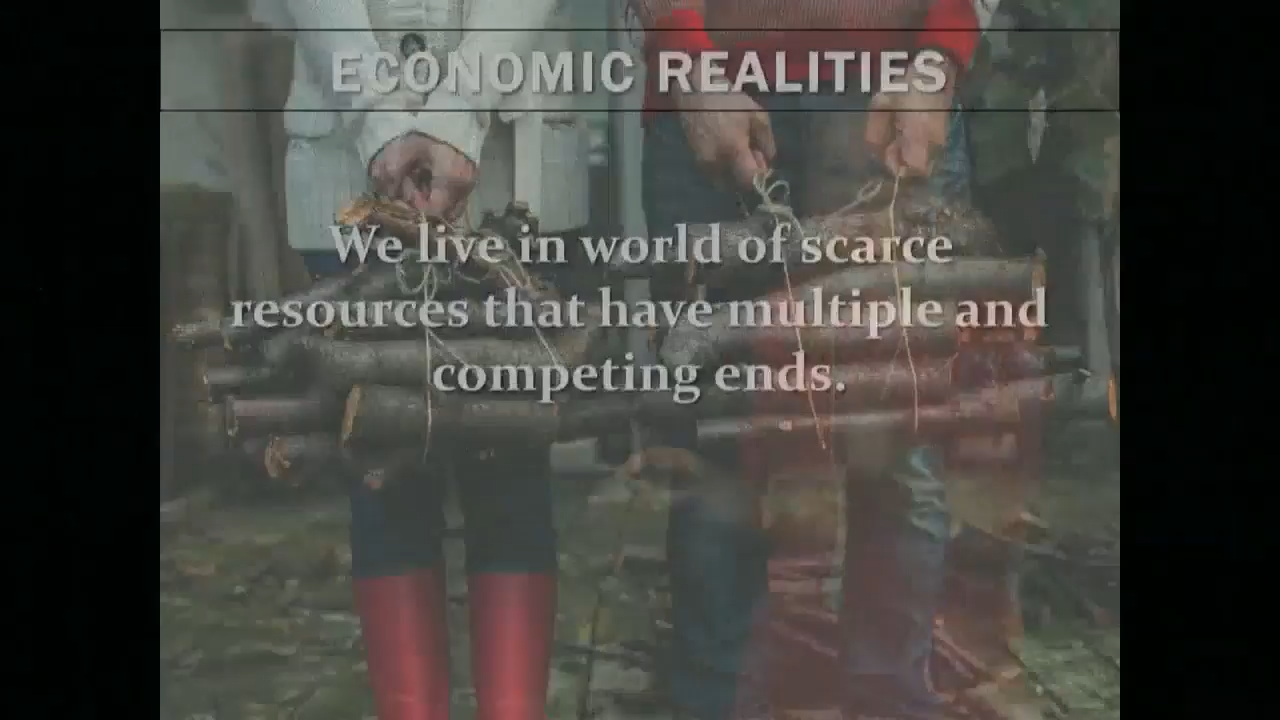 ECONOMIC REALITIES
We live in world of scarce
resources that have multiple and
competing ends.